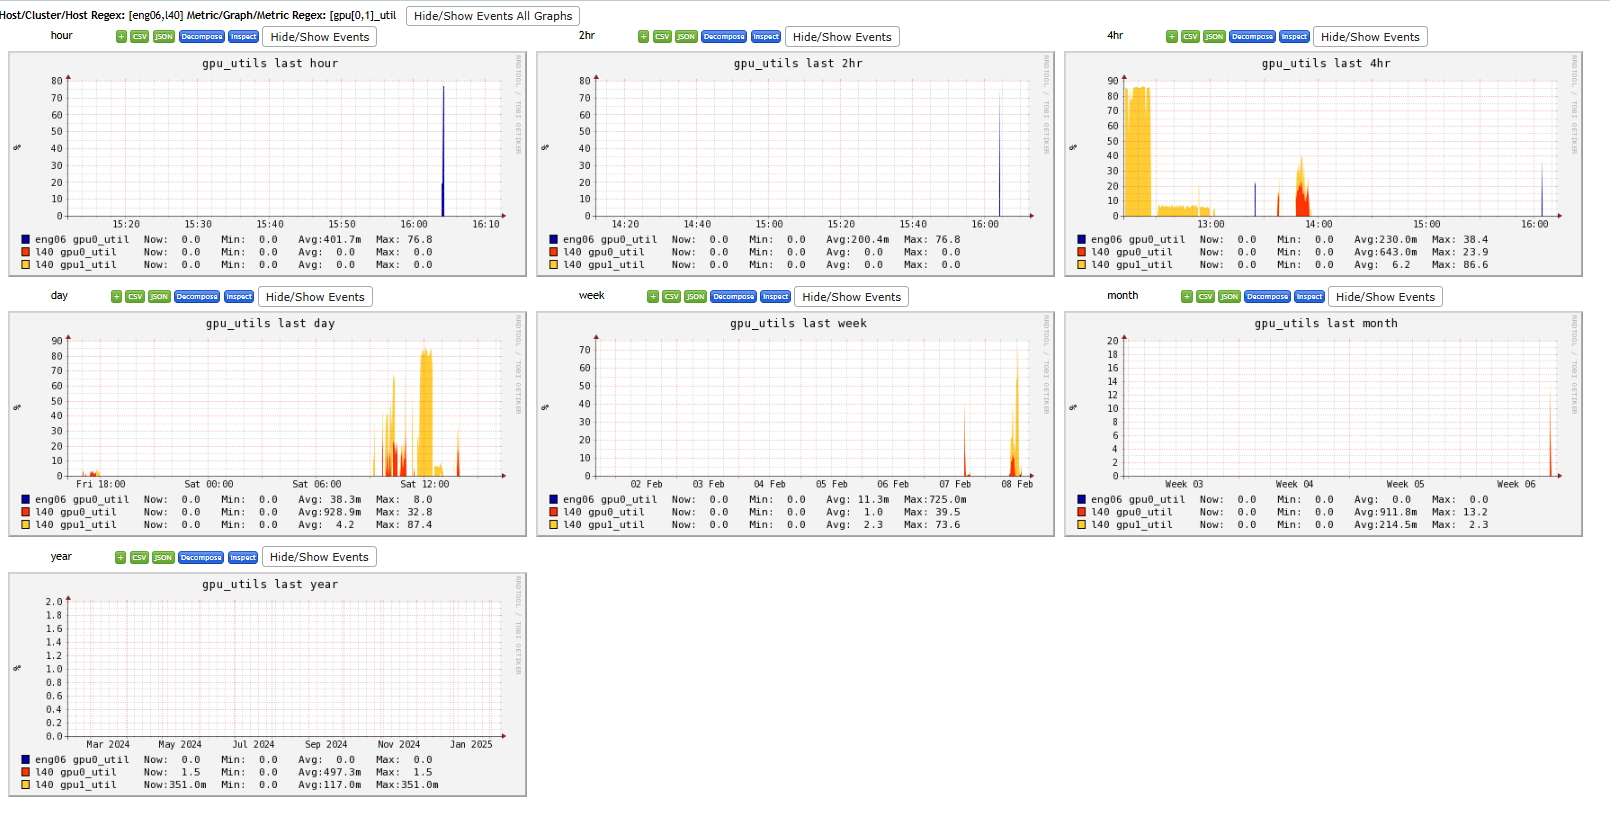 Host/Cluster/Host Regex: [eng06,l40] Metric/Graph/Metric Regex: [gpu[0,1]_util Hide/Show Events All Graphs
hour + CSV JSON Decompose Inspect Hide/Show Events
gpu_utils last hour
RRDTOOL / TOBI OETIKER
80
70
60
50
40
30
20
10
0
%
15:20 15:30 15:40 15:50 16:00 16:10
eng06 gpu0_util Now: 0.0 Min: 0.0 Avg:401.7m Max: 76.8
l40 gpu0_util Now: 0.0 Min: 0.0 Avg: 0.0 Max: 0.0
l40 gpu1_util Now: 0.0 Min: 0.0 Avg: 0.0 Max: 0.0
2hr + CSV JSON Decompose Inspect Hide/Show Events
gpu_utils last 2hr
RRDTOOL / TOBI OETIKER
80
70
60
50
40
30
20
10
0
%
14:20 14:40 15:00 15:20 15:40 16:00
eng06 gpu0_util Now: 0.0 Min: 0.0 Avg:200.4m Max: 76.8
l40 gpu0_util Now: 0.0 Min: 0.0 Avg: 0.0 Max: 0.0
l40 gpu1_util Now: 0.0 Min: 0.0 Avg: 0.0 Max: 0.0
4hr + CSV JSON Decompose Inspect Hide/Show Events
gpu_utils last 4hr
RRDTOOL / TOBI OETIKER
90
80
70
60
50
40
30
20
10
0
%
13:00 14:00 15:00 16:00
eng06 gpu0_util Now: 0.0 Min: 0.0 Avg:230.0m Max: 38.4
l40 gpu0_util Now: 0.0 Min: 0.0 Avg:643.0m Max: 23.9
l40 gpu1_util Now: 0.0 Min: 0.0 Avg: 6.2 Max: 86.6
day + CSV JSON Decompose Inspect Hide/Show Events
gpu_utils last day
RRDTOOL / TOBI OETIKER
90
80
70
60
50
40
30
20
10
0
%
Fri 18:00 Sat 00:00 Sat 06:00 Sat 12:00
eng06 gpu0_util Now: 0.0 Min: 0.0 Avg: 38.3m Max: 8.0
l40 gpu0_util Now: 0.0 Min: 0.0 Avg:928.9m Max: 32.8
l40 gpu1_util Now: 0.0 Min: 0.0 Avg: 4.2 Max: 87.4
week + CSV JSON Decompose Inspect Hide/Show Events
gpu_utils last week
RRDTOOL / TOBI OETIKER
70
60
50
40
30
20
10
0
%
02 Feb 03 Feb 04 Feb 05 Feb 06 Feb 07 Feb 08 Feb
eng06 gpu0_util Now: 0.0 Min: 0.0 Avg: 11.3m Max:725.0m
l40 gpu0_util Now: 0.0 Min: 0.0 Avg: 1.0 Max: 39.5
l40 gpu1_util Now: 0.0 Min: 0.0 Avg: 2.3 Max: 73.6
month + CSV JSON Decompose Inspect Hide/Show Events
gpu_utils last month
RRDTOOL / TOBI OETIKER
20
18
16
14
12
10
8
6
4
2
0
%
Week 03 Week 04 Week 05 Week 06
eng06 gpu0_util Now: 0.0 Min: 0.0 Avg: 0.0 Max: 0.0
l40 gpu0_util Now: 0.0 Min: 0.0 Avg:911.8m Max: 13.2
l40 gpu1_util Now: 0.0 Min: 0.0 Avg:214.5m Max: 2.3
year + CSV JSON Decompose Inspect Hide/Show Events
gpu_utils last year
RRDTOOL / TOBI OETIKER
2.0
1.8
1.6
1.4
1.2
1.0
0.8
0.6
0.4
0.2
0.0
%
Mar 2024 May 2024 Jul 2024 Sep 2024 Nov 2024 Jan 2025
eng06 gpu0_util Now: 0.0 Min: 0.0 Avg: 0.0 Max: 0.0
l40 gpu0_util Now: 1.5 Min: 0.0 Avg:497.3m Max: 1.5
l40 gpu1_util Now:351.0m Min: 0.0 Avg:117.0m Max:351.0m